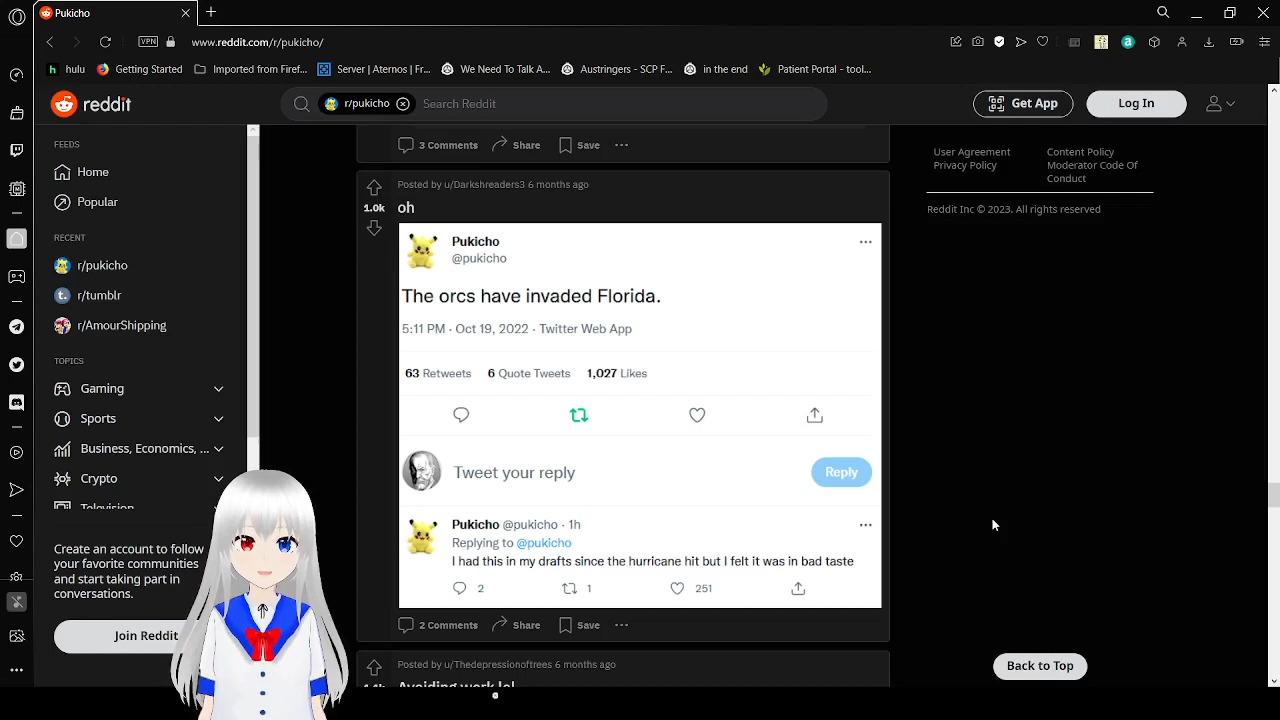 Pukicho
VPN
www.reddit.com/r/pukicho/
hulu
Getting Started
Imported from Firef...
Server | Aternos | Fr...
We Need To Talk A...
Austringers - SCP F...
in the end
Patient Portal - tool...
reddit
r/pukicho
Search Reddit
Get App
Log In
FEEDS
Home
Popular
RECENT
r/pukicho
r/tumblr
r/AmourShipping
TOPICS
Gaming
Sports
Business, Economics, ...
Crypto
Television
Create an account to follow
your favorite communities
and start taking part in
conversations.
Join Reddit
3 Comments
Share
Save
Posted by u/Darkshreaders3 6 months ago
1.0k
oh
Pukicho
@pukicho
The orcs have invaded Florida.
5:11 PM · Oct 19, 2022 · Twitter Web App
63 Retweets 6 Quote Tweets 1,027 Likes
Tweet your reply
Reply
Pukicho @pukicho · 1h
Replying to @pukicho
I had this in my drafts since the hurricane hit but I felt it was in bad taste
2 1 251
2 Comments
Share
Save
Posted by u/Thedepressionoftrees 6 months ago
Avoiding work lol
User Agreement
Privacy Policy
Content Policy
Moderator Code Of
Conduct
Reddit Inc © 2023. All rights reserved
Back to Top